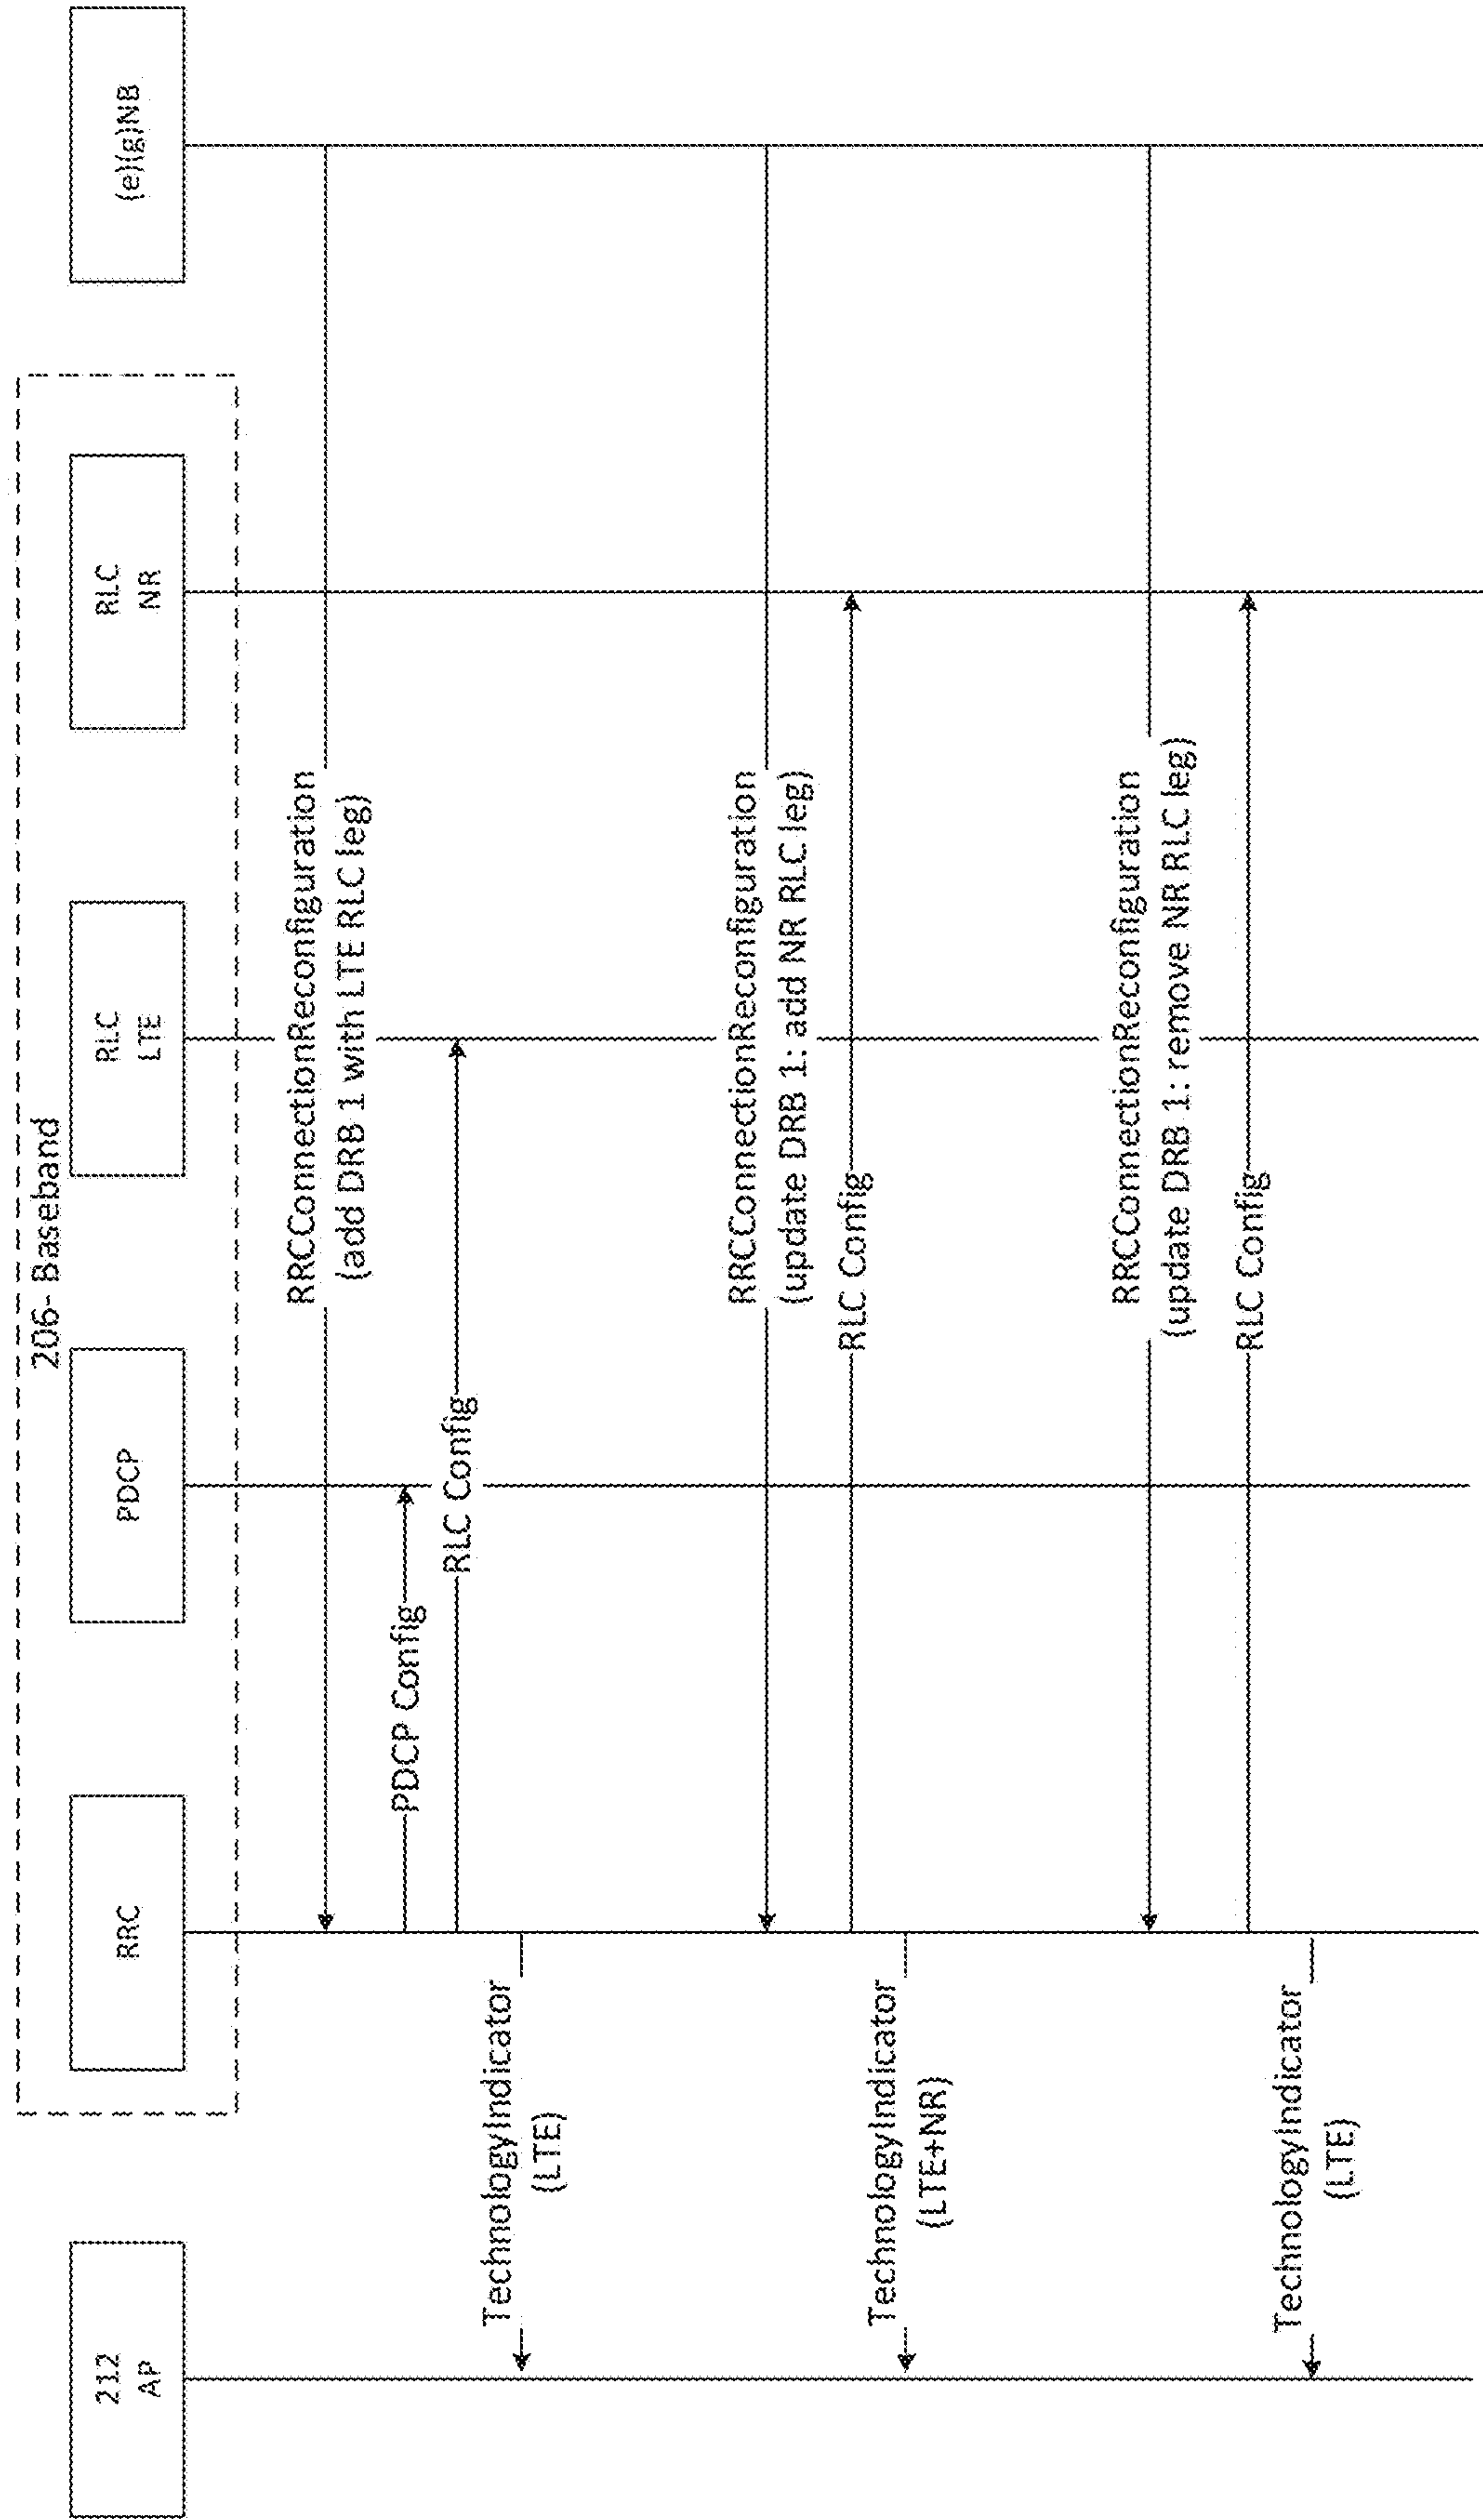 206- Baseband
212
AP
RRC
PDCP
RLC
LTE
RLC
NR
(e)(g)NB
RRCConnectionReconfiguration
(add DRB 1 with LTE RLC leg)
PDCP Config
RLC Config
TechnologyIndicator
(LTE)
RRCConnectionReconfiguration
(update DRB 1: add NR RLC leg)
RLC Config
TechnologyIndicator
(LTE+NR)
RRCConnectionReconfiguration
(update DRB 1: remove NR RLC leg)
RLC Config
TechnologyIndicator
(LTE)